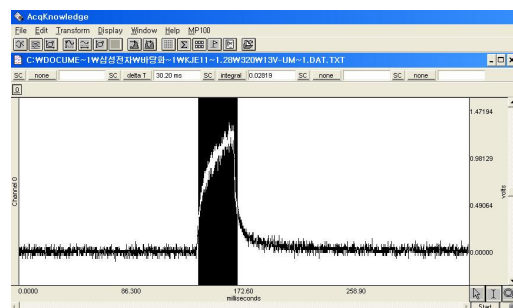 AcqKnowledge
File Edit Transform Display Window Help MP100
C:₩DOCUME~1₩삼성전자₩바탕화~1₩KJE11~1.28₩320₩13V-UM~1.DAT.TXT
SC none SC delta T 30.20 ms SC integral 0.02819 SC none SC none
0
1.47194
0.98129
0.49064
0.00000
Channel 0
volts
0.0000 86.300 172.60 258.90
milliseconds
Start